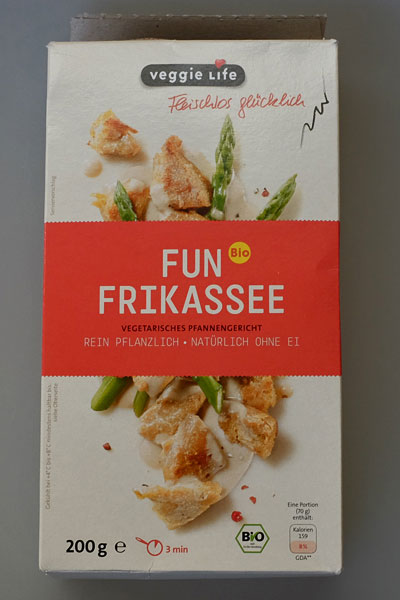 veggie Life
Fleischlos glücklich
FUN
Bio
FRIKASSEE
VEGETARISCHES PFANNENGERICHT
REIN PFLANZLICH • NATÜRLICH OHNE EI
200g e
3 min
BIO
Eine Portion
(70 g)
enthält:
Kalorien
159
8%
GDA**